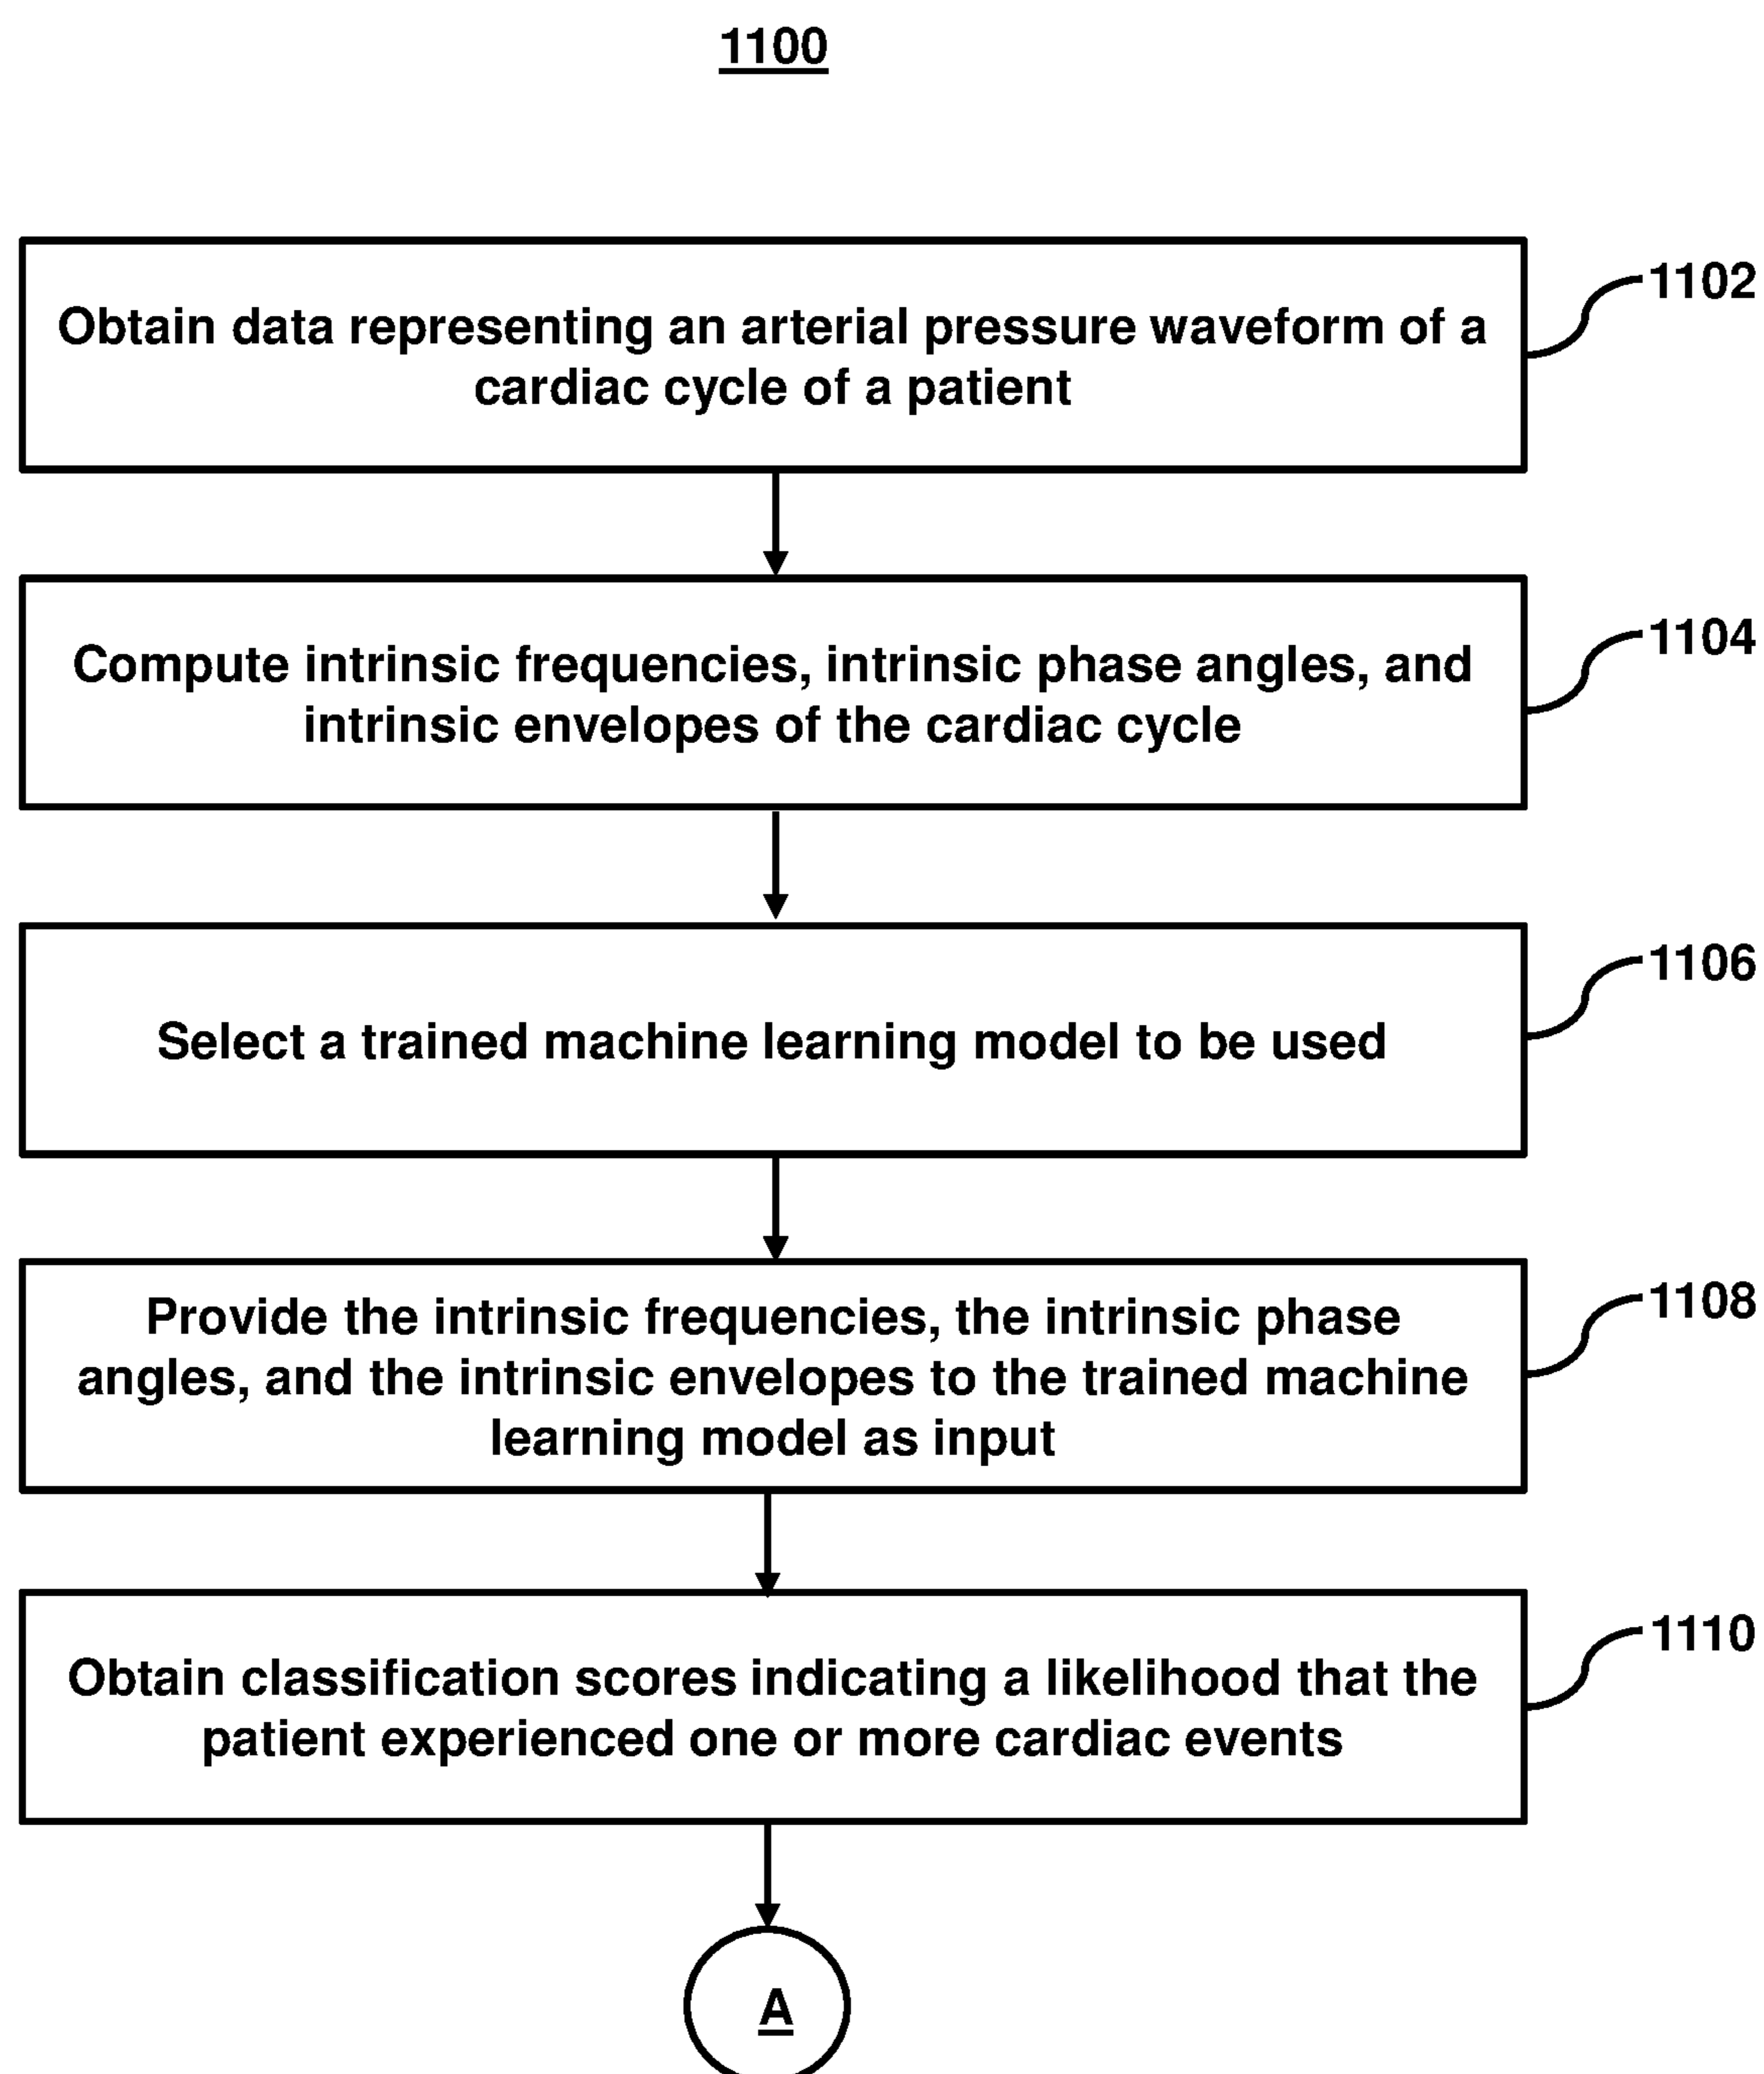 1100
Obtain data representing an arterial pressure waveform of a
cardiac cycle of a patient
1102
Compute intrinsic frequencies, intrinsic phase angles, and
intrinsic envelopes of the cardiac cycle
1104
Select a trained machine learning model to be used
1106
Provide the intrinsic frequencies, the intrinsic phase
angles, and the intrinsic envelopes to the trained machine
learning model as input
1108
Obtain classification scores indicating a likelihood that the
patient experienced one or more cardiac events
1110
A